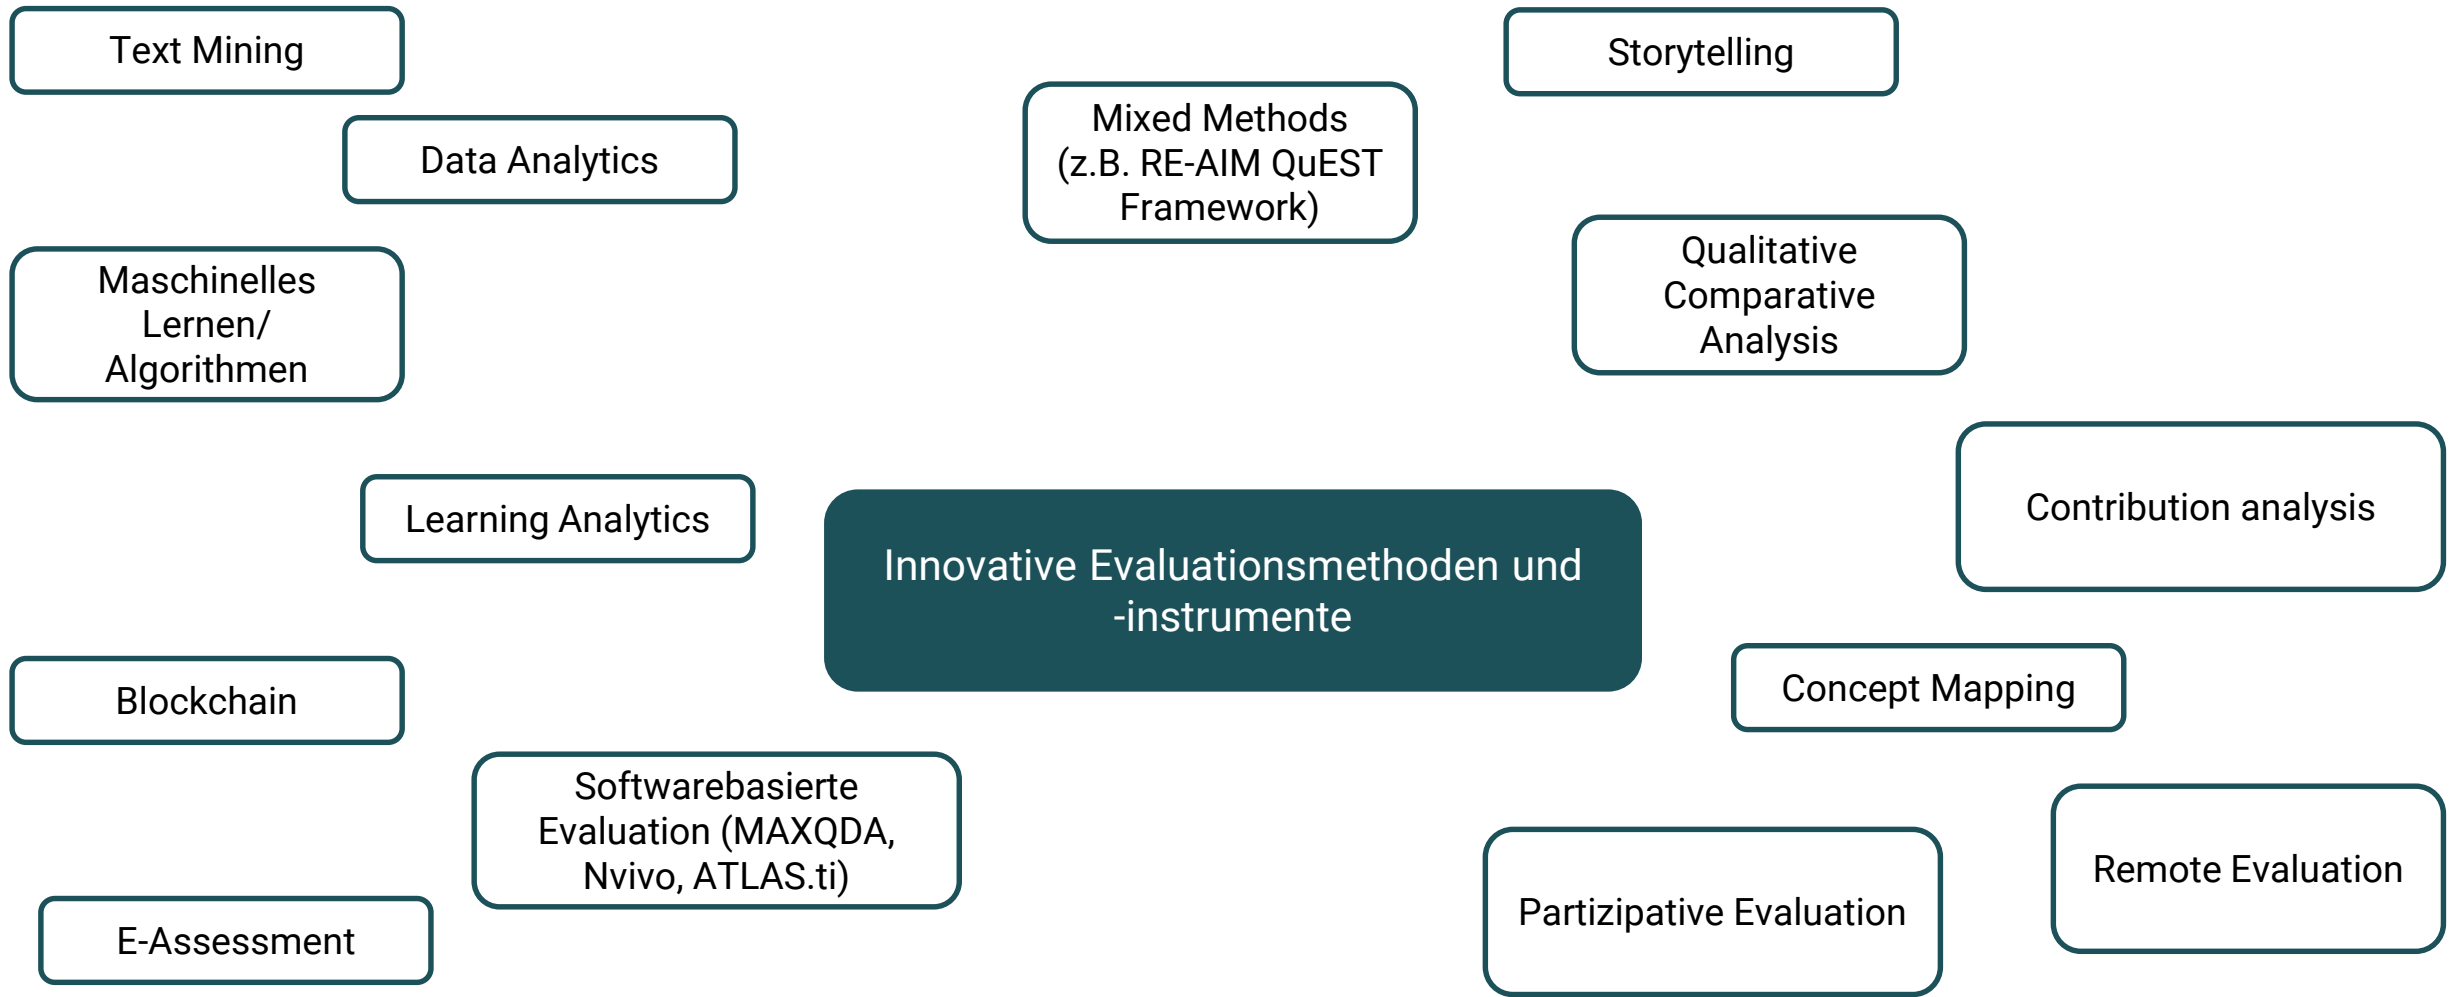 Text Mining
Storytelling
Mixed Methods
(z.B. RE-AIM QuEST
Framework)
Data Analytics
Qualitative
Comparative
Analysis
Maschinelles
Lernen/
Algorithmen
Contribution analysis
Learning Analytics
Innovative Evaluationsmethoden und
-instrumente
Blockchain
Concept Mapping
Softwarebasierte
Evaluation (MAXQDA,
Nvivo, ATLAS.ti)
Remote Evaluation
Partizipative Evaluation
E-Assessment